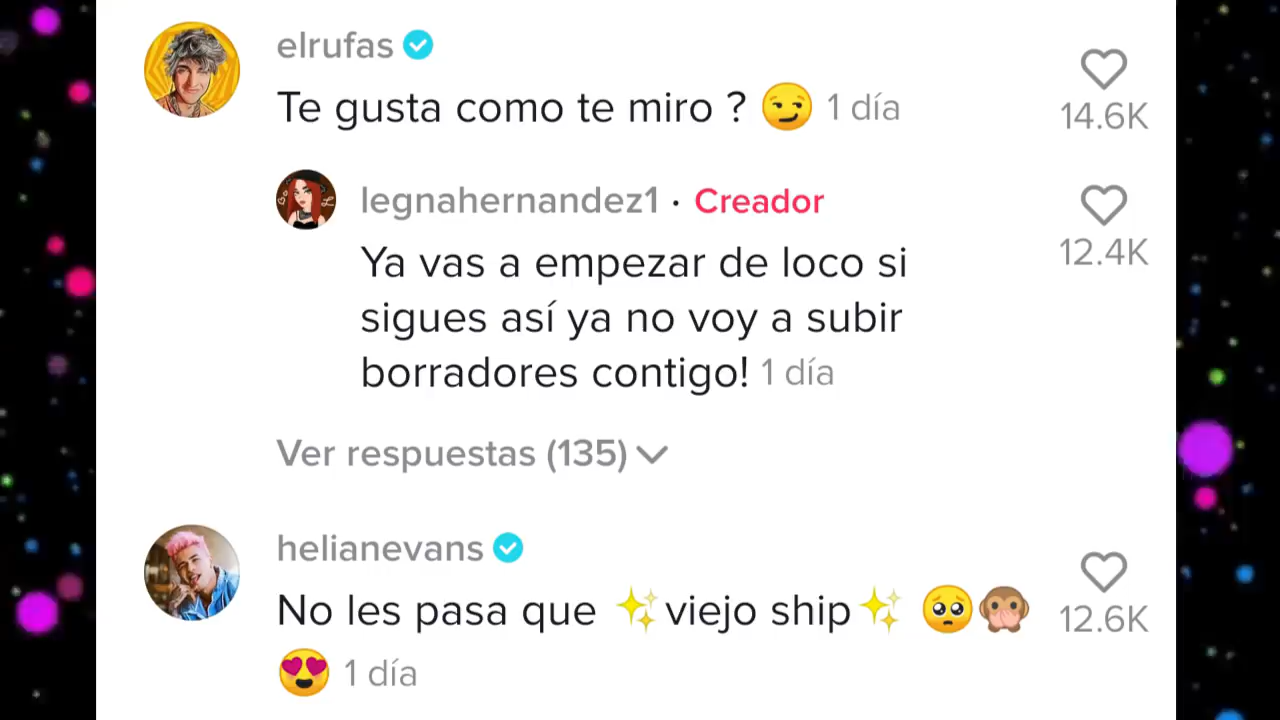 elrufas
Te gusta como te miro ? 😏 1 día
14.6K
legnahernandez1 · Creador
Ya vas a empezar de loco si
sigues así ya no voy a subir
borradores contigo! 1 día
12.4K
Ver respuestas (135)
helianevans
No les pasa que ✨viejo ship✨ 🥺🙊
😍 1 día
12.6K